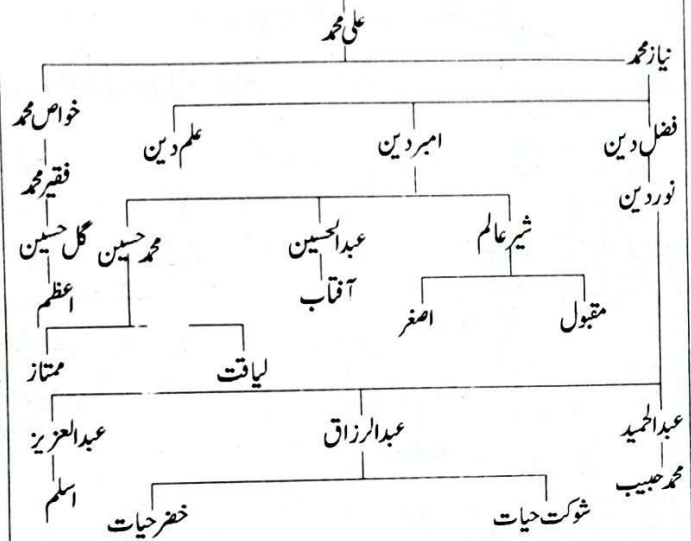 علی محمد
نیاز محمد
خواص محمد
فضل دین
امبر دین
علم دین
فقیر محمد
نور دین
شیر عالم
عبدالحسین
محمد حسین
گل حسین
آفتاب
اعظم
مقبول
اصغر
لیاقت
ممتاز
عبدالحمید
عبدالرزاق
عبدالعزیز
محمد حبیب
اسلم
شوکت حیات
خضر حیات